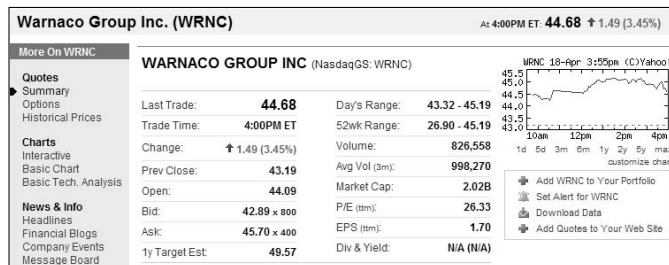 Warnaco Group Inc. (WRNC)
At 4:00PM ET: 44.68 ↑ 1.49 (3.45%)
More On WRNC
Quotes
Summary
Options
Historical Prices
Charts
Interactive
Basic Chart
Basic Tech. Analysis
News & Info
Headlines
Financial Blogs
Company Events
Message Board
WARNACO GROUP INC (NasdaqGS: WRNC)
Last Trade: 44.68
Trade Time: 4:00PM ET
Change: ↑ 1.49 (3.45%)
Prev Close: 43.19
Open: 44.09
Bid: 42.89 x 800
Ask: 45.70 x 400
1y Target Est: 49.57
Day's Range: 43.32 - 45.19
52wk Range: 26.90 - 45.19
Volume: 826,558
Avg Vol (3m): 998,270
Market Cap: 2.02B
P/E (ttm): 26.33
EPS (ttm): 1.70
Div & Yield: N/A (N/A)
WRNC 18-Apr 3:55pm (C)Yahoo!
45.5
45.0
44.5
44.0
43.5
43.0
10am 12pm 2pm 4pm
1d 5d 3m 6m 1y 2y 5y max
customize char
Add WRNC to Your Portfolio
Set Alert for WRNC
Download Data
Add Quotes to Your Web Site